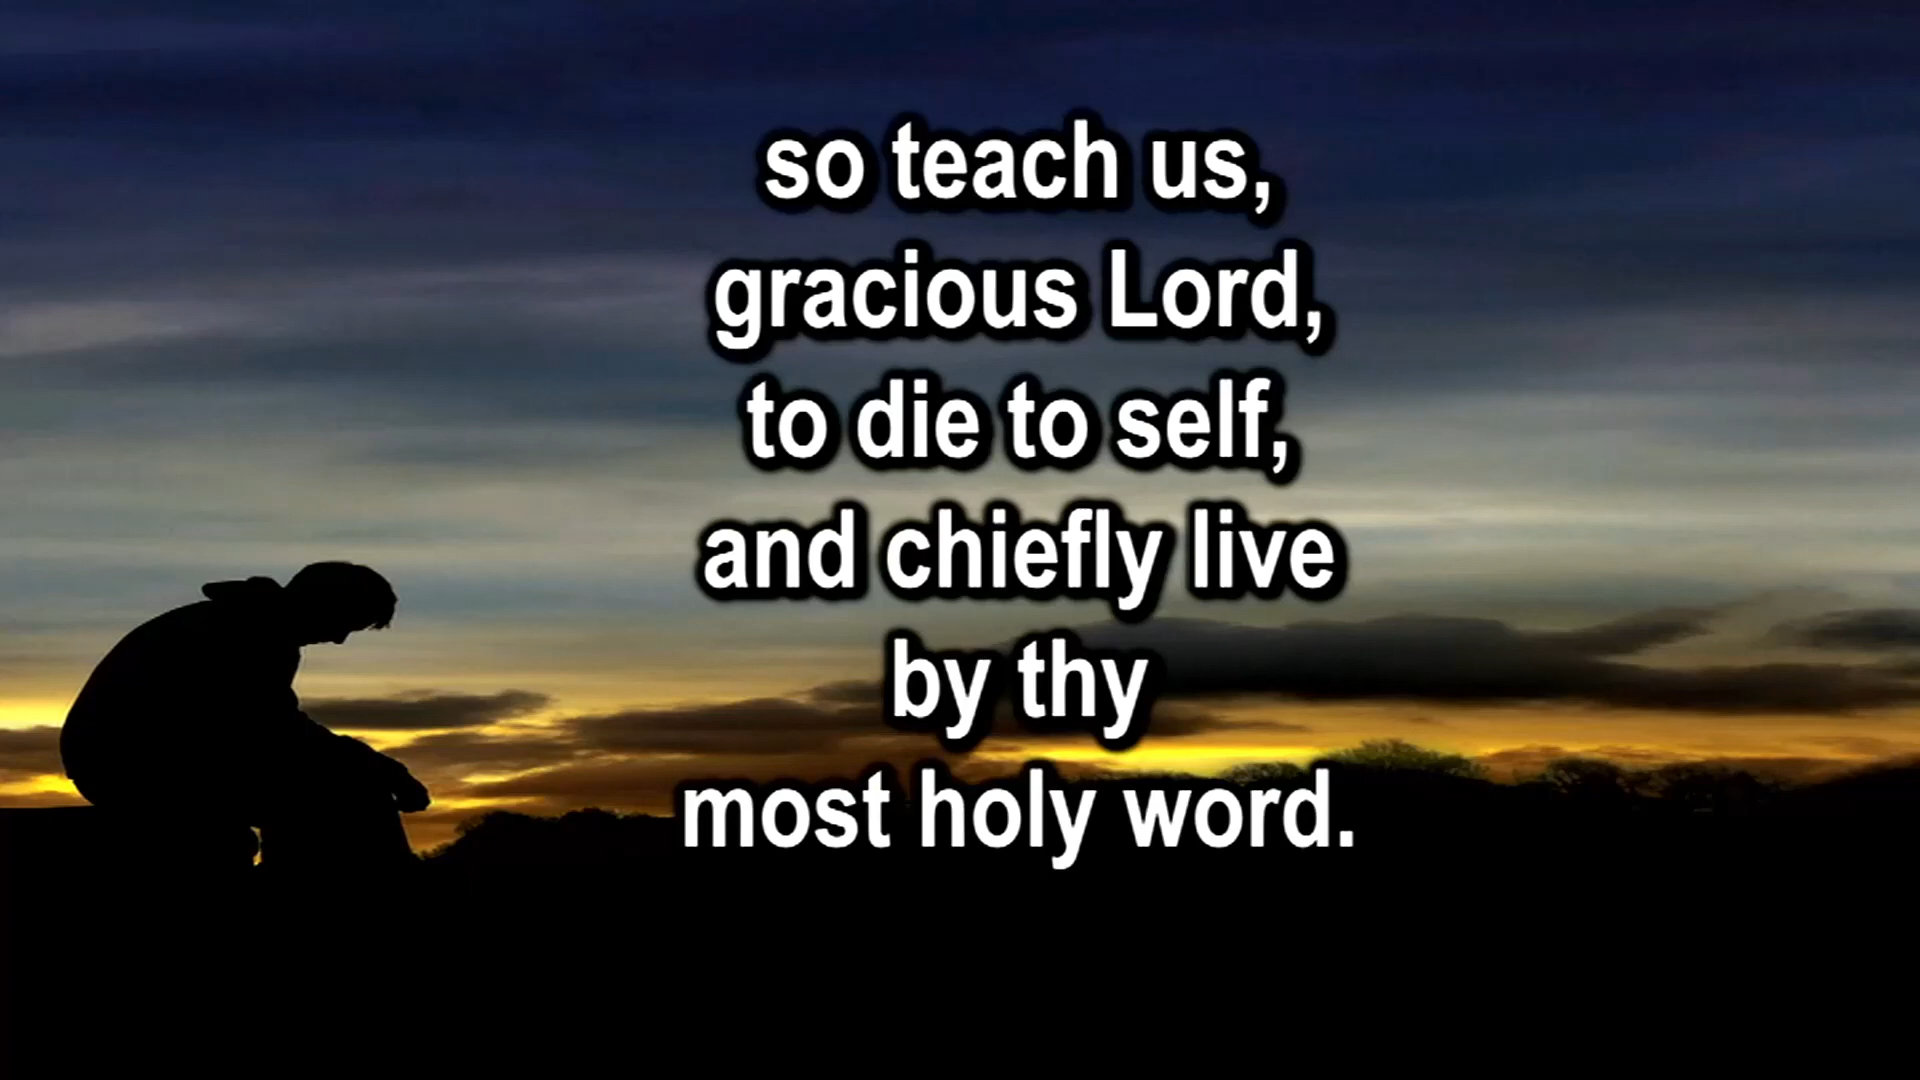 so teach us,
gracious Lord,
to die to self,
and chiefly live
by thy
most holy word.